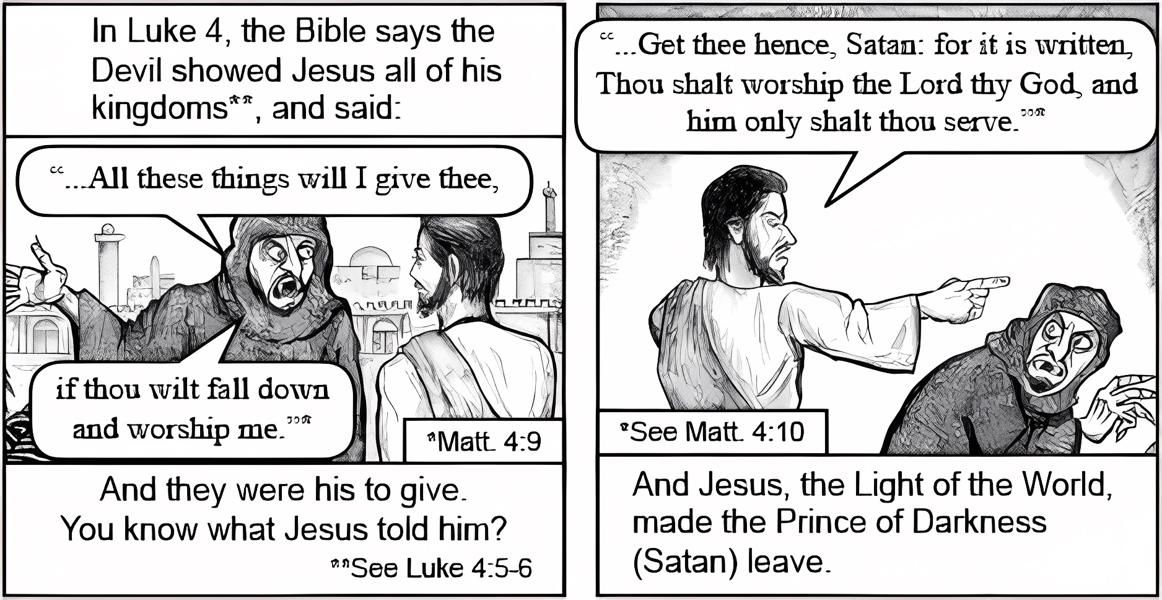 In Luke 4, the Bible says the
Devil showed Jesus all of his
kingdoms**, and said:
“...All these things will I give thee,
if thou wilt fall down
and worship me.”*
*Matt. 4:9
And they were his to give.
You know what Jesus told him?
**See Luke 4:5-6
“...Get thee hence, Satan: for it is written,
Thou shalt worship the Lord thy God, and
him only shalt thou serve.”*
*See Matt. 4:10
And Jesus, the Light of the World,
made the Prince of Darkness
(Satan) leave.